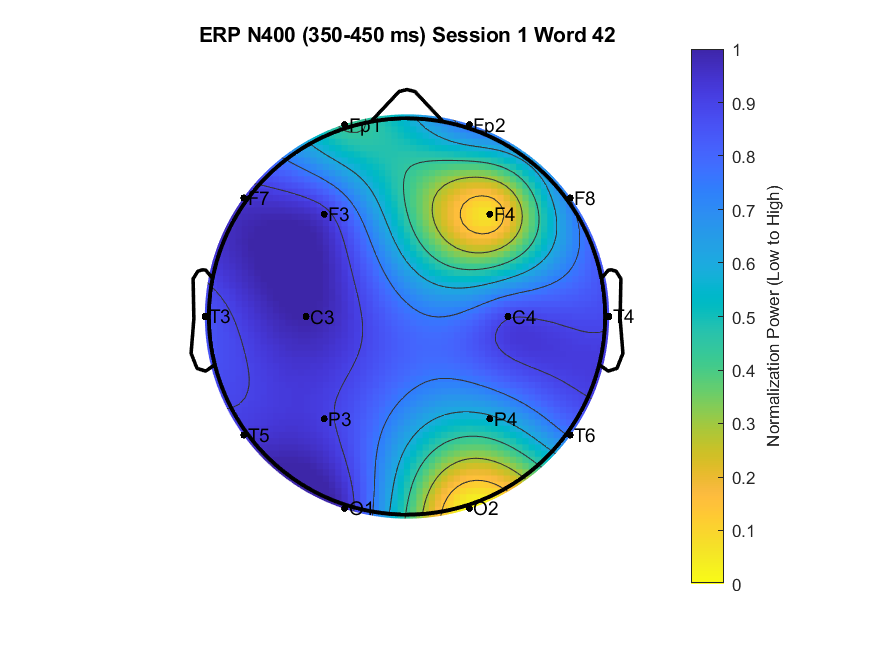 ERP N400 (350-450 ms) Session 1 Word 42
Fp1
Fp2
F7
F3
F4
F8
T3
C3
C4
T4
T5
P3
P4
T6
O1
O2
1
0.9
0.8
0.7
0.6
0.5
0.4
0.3
0.2
0.1
0
Normalization Power (Low to High)